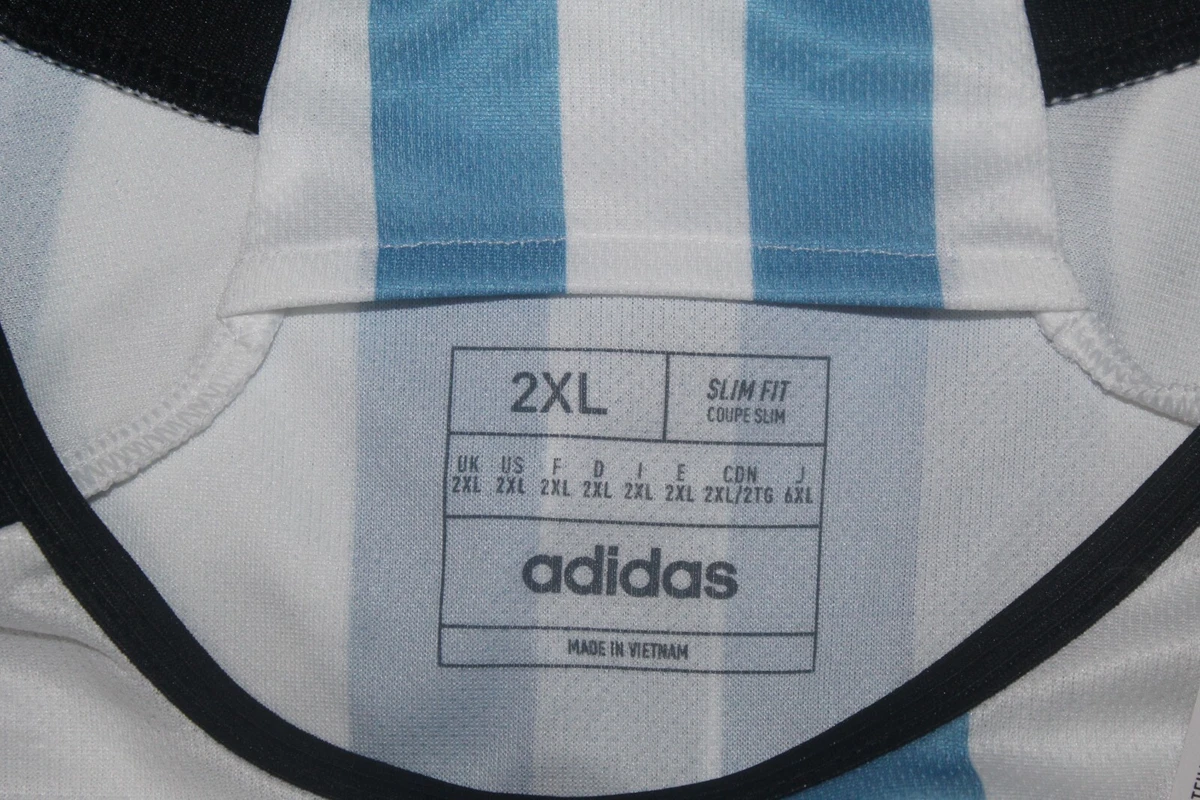 2XL
SLIM FIT
COUPE SLIM
UK US F D I E CDN J
2XL 2XL 2XL 2XL 2XL 2XL 2XL/2TG 6XL
adidas
MADE IN VIETNAM